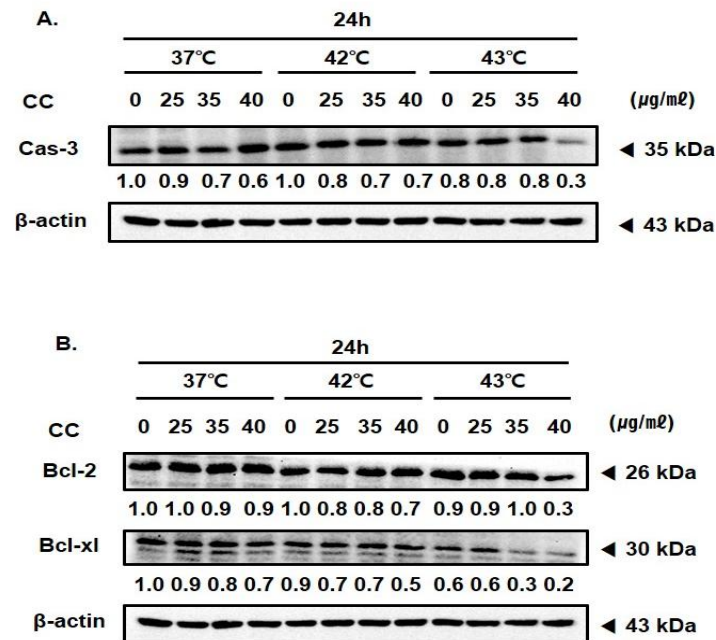 A.
24h
37℃ 42℃ 43℃
CC 0 25 35 40 0 25 35 40 0 25 35 40 (㎍/㎖)
Cas-3 ◄ 35 kDa
1.0 0.9 0.7 0.6 1.0 0.8 0.7 0.7 0.8 0.8 0.8 0.3
β-actin ◄ 43 kDa
B.
24h
37℃ 42℃ 43℃
CC 0 25 35 40 0 25 35 40 0 25 35 40 (㎍/㎖)
Bcl-2 ◄ 26 kDa
1.0 1.0 0.9 0.9 1.0 0.8 0.8 0.7 0.9 0.9 1.0 0.3
Bcl-xl ◄ 30 kDa
1.0 0.9 0.8 0.7 0.9 0.7 0.7 0.5 0.6 0.6 0.3 0.2
β-actin ◄ 43 kDa